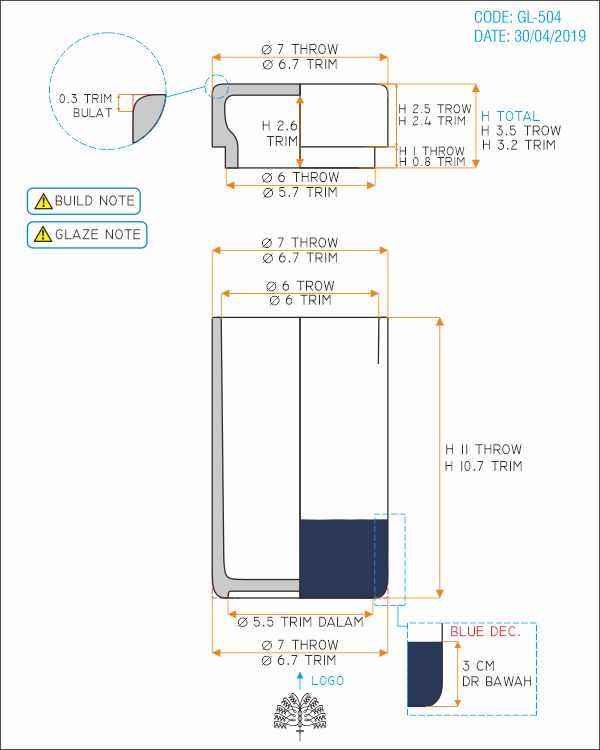 CODE: GL-504
DATE: 30/04/2019
Ø 7 THROW
Ø 6.7 TRIM
0.3 TRIM
BULAT
H 2.6
TRIM
H 2.5 TROW
H 2.4 TRIM
H 1 THROW
H 0.8 TRIM
H TOTAL
H 3.5 TROW
H 3.2 TRIM
Ø 6 THROW
Ø 5.7 TRIM
BUILD NOTE
GLAZE NOTE
Ø 7 THROW
Ø 6.7 TRIM
Ø 6 TRHOW
Ø 6 TRIM
H 11 THROW
H 10.7 TRIM
Ø 5.5 TRIM DALAM
Ø 7 THROW
Ø 6.7 TRIM
BLUE DEC.
3 CM
DR BAWAH
LOGO